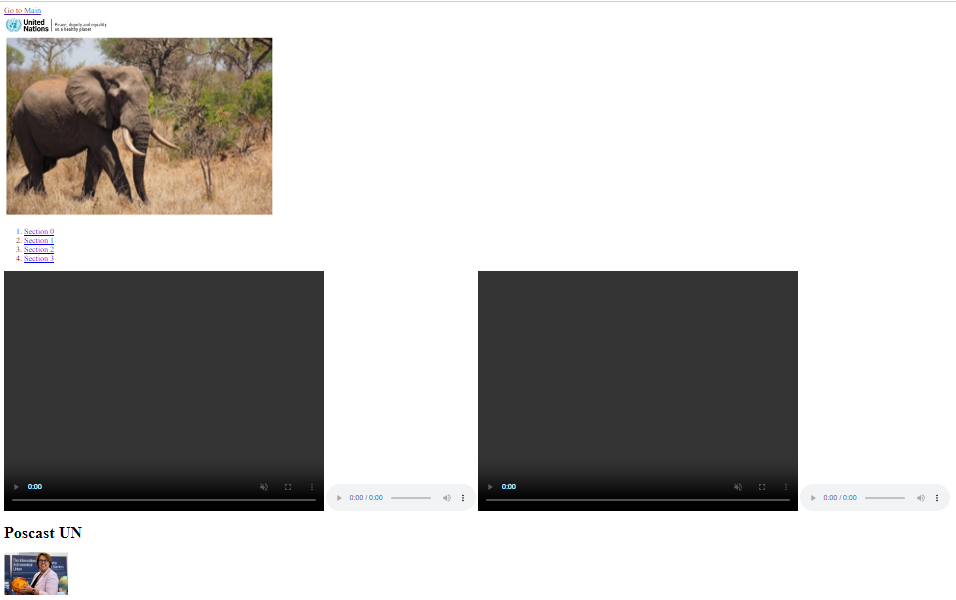 Go to Main
United
Nations
Peace, dignity and equality
on a healthy planet
1. Section 0
2. Section 1
3. Section 2
4. Section 3
0:00
0:00 / 0:00
0:00
0:00 / 0:00
Poscast UN